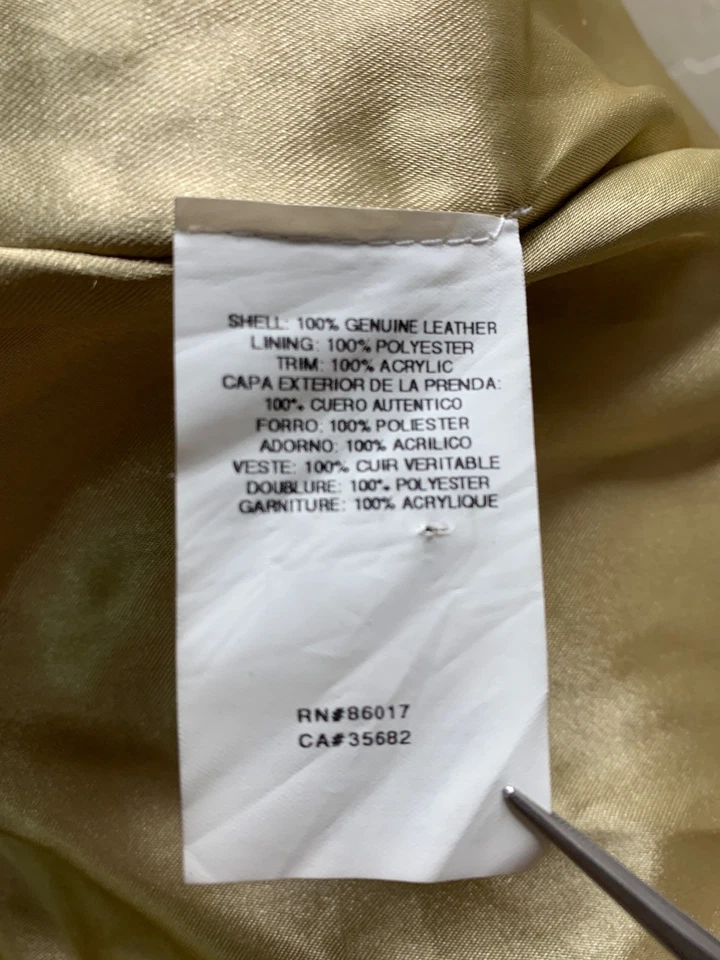 SHELL: 100% GENUINE LEATHER
LINING: 100% POLYESTER
TRIM: 100% ACRYLIC
CAPA EXTERIOR DE LA PRENDA:
100% CUERO AUTENTICO
FORRO: 100% POLIESTER
ADORNO: 100% ACRILICO
VESTE: 100% CUIR VERITABLE
DOUBLURE: 100% POLYESTER
GARNITURE: 100% ACRYLIQUE
RN#86017
CA#35682